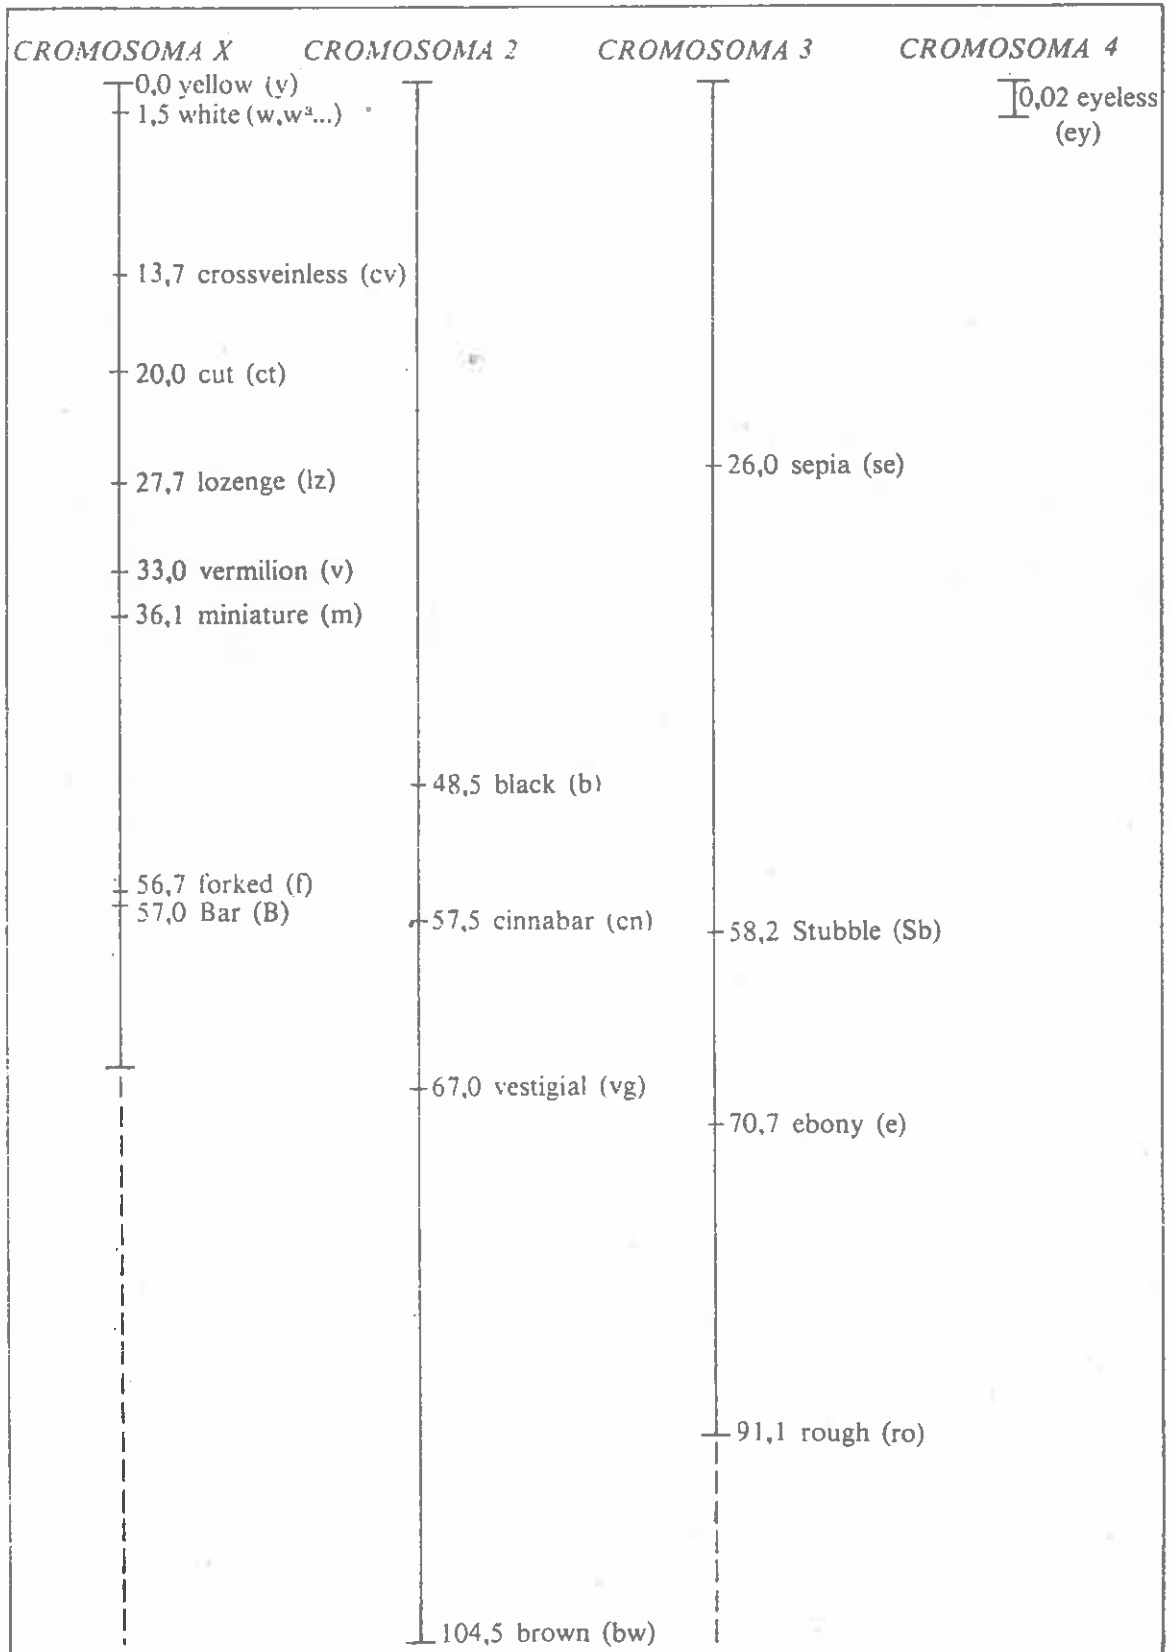 CROMOSOMA X
0,0 yellow (y)
1,5 white (w,wᵃ...)
13,7 crossveinless (cv)
20,0 cut (ct)
27,7 lozenge (lz)
33,0 vermilion (v)
36,1 miniature (m)
56,7 forked (f)
57,0 Bar (B)
CROMOSOMA 2
48,5 black (b)
57,5 cinnabar (cn)
67,0 vestigial (vg)
104,5 brown (bw)
CROMOSOMA 3
26,0 sepia (se)
58,2 Stubble (Sb)
70,7 ebony (e)
91,1 rough (ro)
CROMOSOMA 4
0,02 eyeless
(ey)